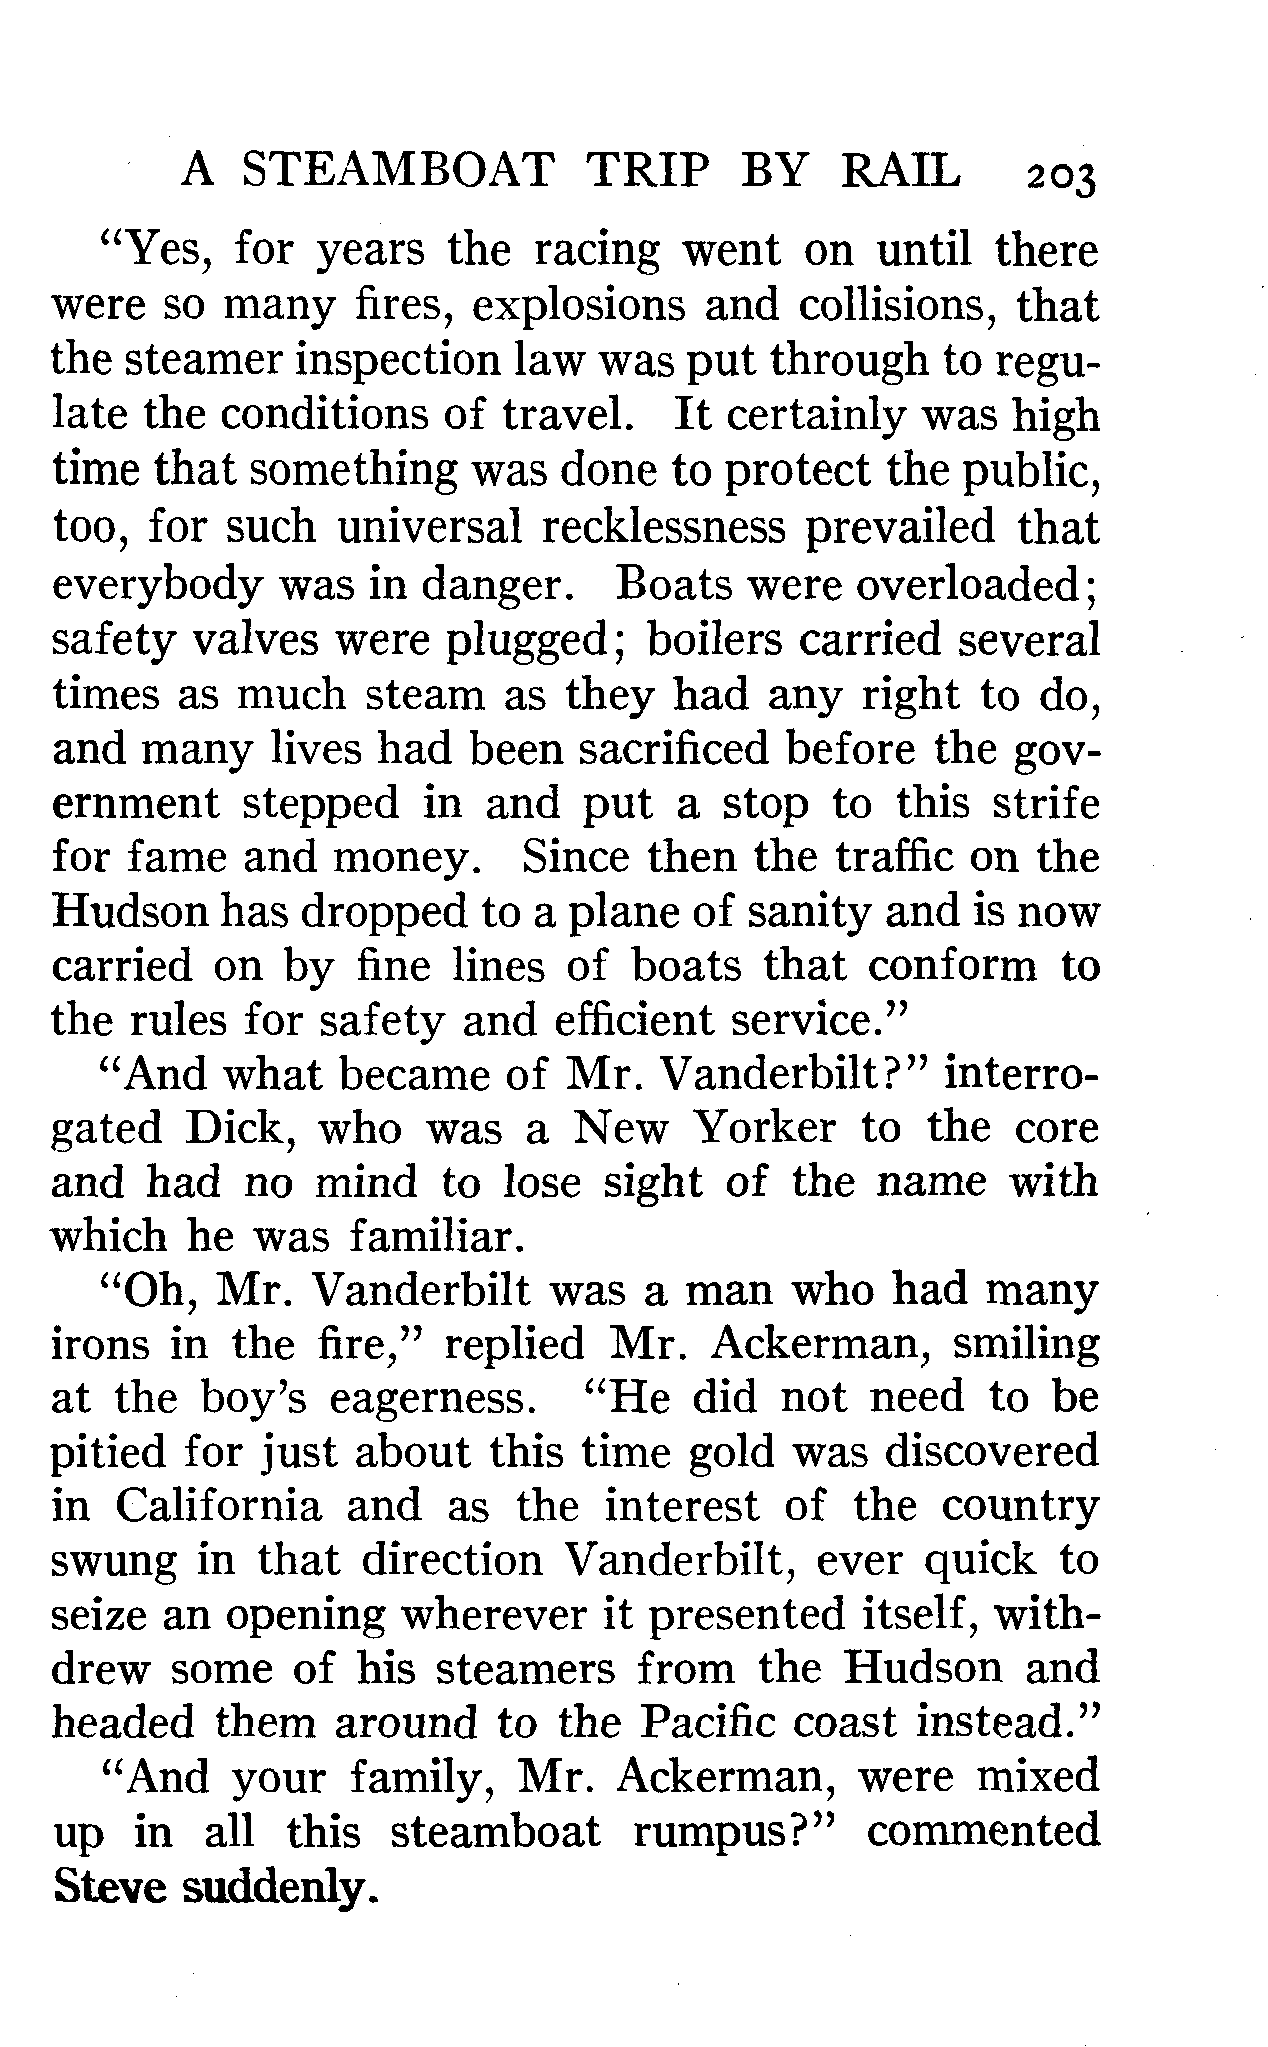 A STEAMBOAT TRIP BY RAIL 203
“Yes, for years the racing went on until there
were so many fires, explosions and collisions, that
the steamer inspection law was put through to regu-
late the conditions of travel. It certainly was high
time that something was done to protect the public,
too, for such universal recklessness prevailed that
everybody was in danger. Boats were overloaded;
safety valves were plugged; boilers carried several
times as much steam as they had any right to do,
and many lives had been sacrificed before the gov-
ernment stepped in and put a stop to this strife
for fame and money. Since then the traffic on the
Hudson has dropped to a plane of sanity and is now
carried on by fine lines of boats that conform to
the rules for safety and efficient service.”
“And what became of Mr. Vanderbilt?” interro-
gated Dick, who was a New Yorker to the core
and had no mind to lose sight of the name with
which he was familiar.
“Oh, Mr. Vanderbilt was a man who had many
irons in the fire,” replied Mr. Ackerman, smiling
at the boy’s eagerness. “He did not need to be
pitied for just about this time gold was discovered
in California and as the interest of the country
swung in that direction Vanderbilt, ever quick to
seize an opening wherever it presented itself, with-
drew some of his steamers from the Hudson and
headed them around to the Pacific coast instead.”
“And your family, Mr. Ackerman, were mixed
up in all this steamboat rumpus?” commented
Steve suddenly.